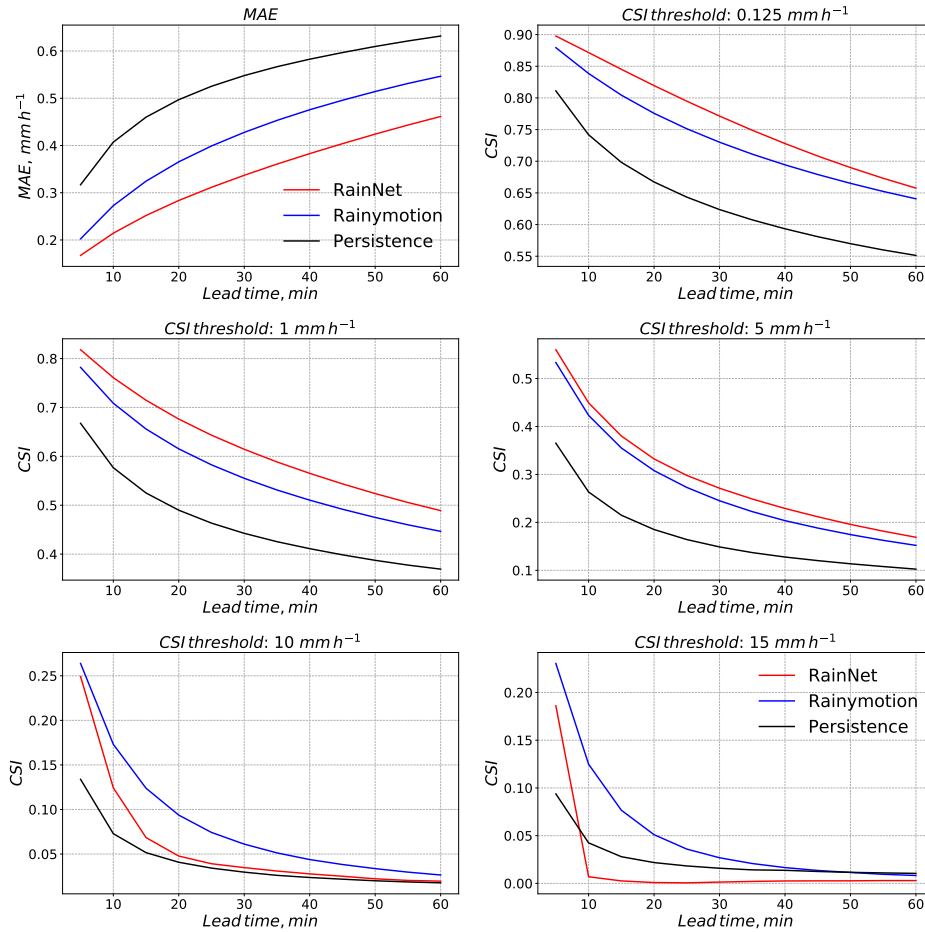 MAE
MAE, mm h⁻¹
0.6
0.5
0.4
0.3
0.2
RainNet
Rainymotion
Persistence
10 20 30 40 50 60
Lead time, min
CSI threshold: 0.125 mm h⁻¹
CSI
0.90
0.85
0.80
0.75
0.70
0.65
0.60
0.55
10 20 30 40 50 60
Lead time, min
CSI threshold: 1 mm h⁻¹
CSI
0.8
0.7
0.6
0.5
0.4
10 20 30 40 50 60
Lead time, min
CSI threshold: 5 mm h⁻¹
CSI
0.5
0.4
0.3
0.2
0.1
10 20 30 40 50 60
Lead time, min
CSI threshold: 10 mm h⁻¹
CSI
0.25
0.20
0.15
0.10
0.05
10 20 30 40 50 60
Lead time, min
CSI threshold: 15 mm h⁻¹
CSI
0.20
0.15
0.10
0.05
0.00
RainNet
Rainymotion
Persistence
10 20 30 40 50 60
Lead time, min